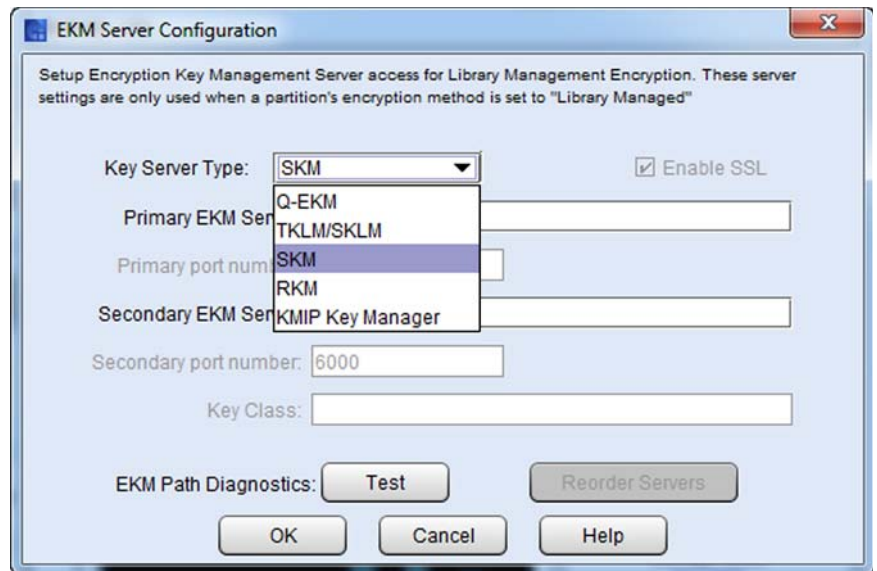 EKM Server Configuration
Setup Encryption Key Management Server access for Library Management Encryption. These server
settings are only used when a partition's encryption method is set to "Library Managed"
Key Server Type: SKM Enable SSL
Q-EKM
Primary EKM Ser
TKLM/SKLM
Primary port num
SKM
RKM
Secondary EKM Ser
KMIP Key Manager
Secondary port number: 6000
Key Class:
EKM Path Diagnostics: Test Reorder Servers
OK Cancel Help